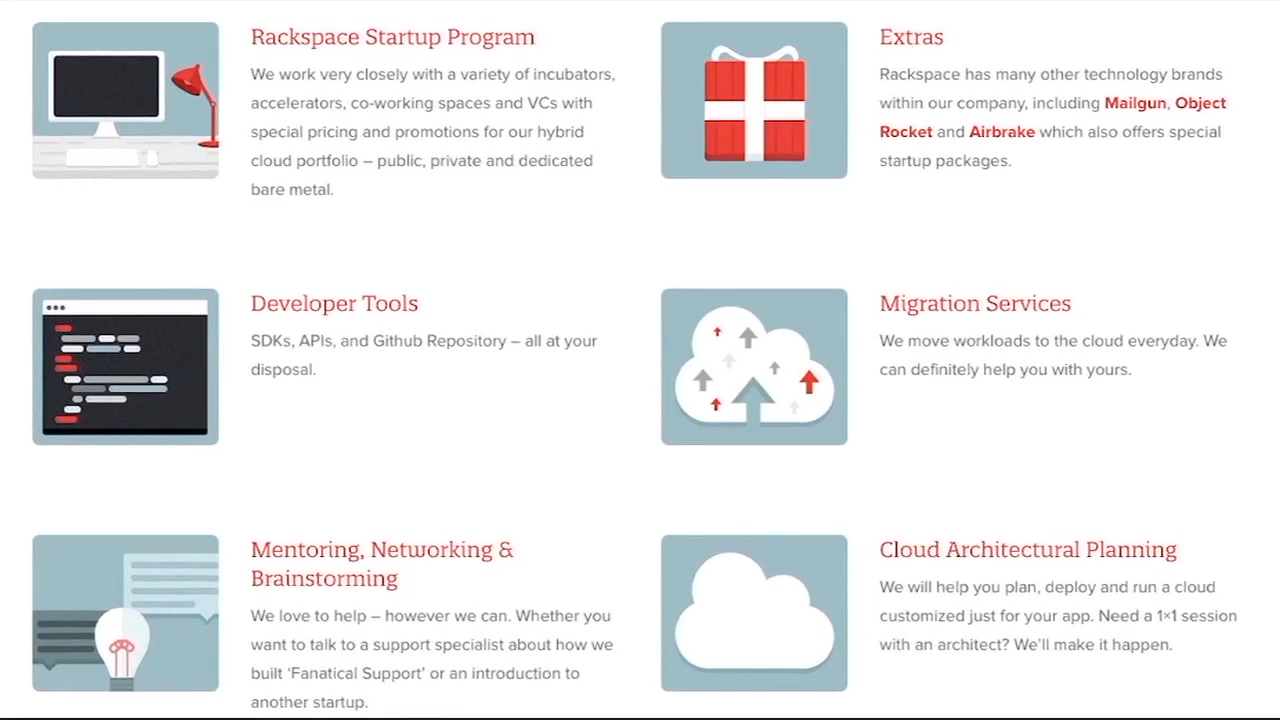 Rackspace Startup Program
We work very closely with a variety of incubators,
accelerators, co-working spaces and VCs with
special pricing and promotions for our hybrid
cloud portfolio – public, private and dedicated
bare metal.
Extras
Rackspace has many other technology brands
within our company, including Mailgun, Object
Rocket and Airbrake which also offers special
startup packages.
Developer Tools
SDKs, APIs, and Github Repository – all at your
disposal.
Migration Services
We move workloads to the cloud everyday. We
can definitely help you with yours.
Mentoring, Networking &
Brainstorming
We love to help – however we can. Whether you
want to talk to a support specialist about how we
built ‘Fanatical Support’ or an introduction to
another startup.
Cloud Architectural Planning
We will help you plan, deploy and run a cloud
customized just for your app. Need a 1×1 session
with an architect? We’ll make it happen.